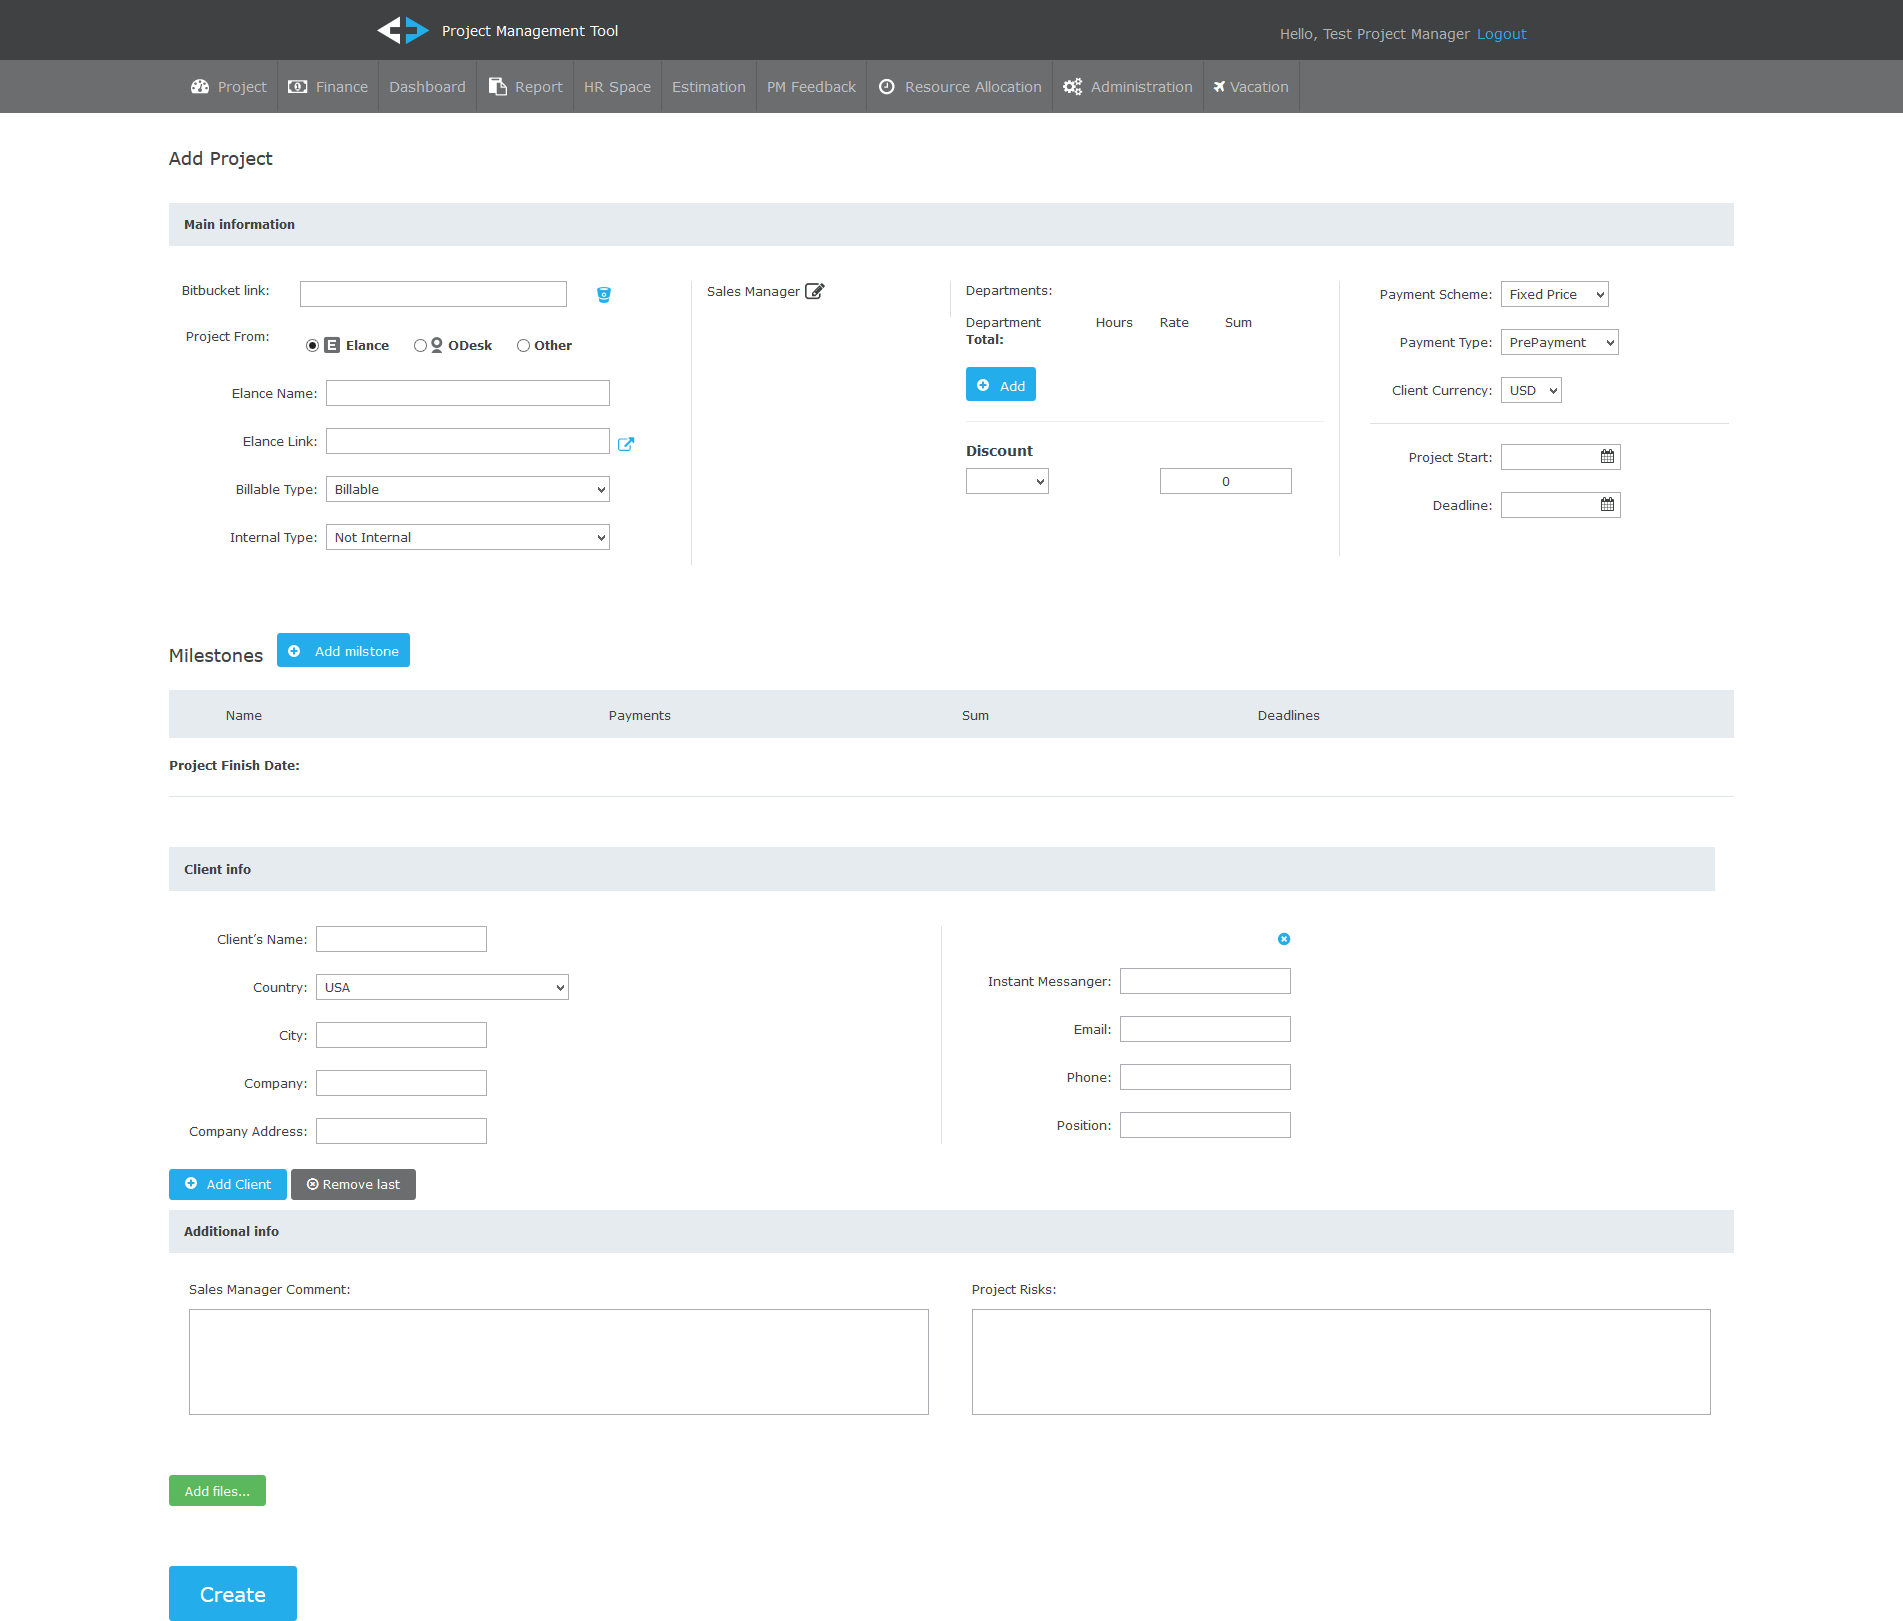 Project Management Tool
Hello, Test Project Manager Logout
Project Finance Dashboard Report HR Space Estimation PM Feedback Resource Allocation Administration Vacation
Add Project
Main information
Bitbucket link:
Project From:
E Elance ODesk Other
Elance Name:
Elance Link:
Billable Type: Billable
Internal Type: Not Internal
Sales Manager
Departments:
Department Hours Rate Sum
Total:
Add
Discount
0
Payment Scheme: Fixed Price
Payment Type: PrePayment
Client Currency: USD
Project Start:
Deadline:
Milestones Add milstone
Name Payments Sum Deadlines
Project Finish Date:
Client info
Client's Name:
Country: USA
City:
Company:
Company Address:
Instant Messanger:
Email:
Phone:
Position:
Add Client Remove last
Additional info
Sales Manager Comment:
Project Risks:
Add files...
Create